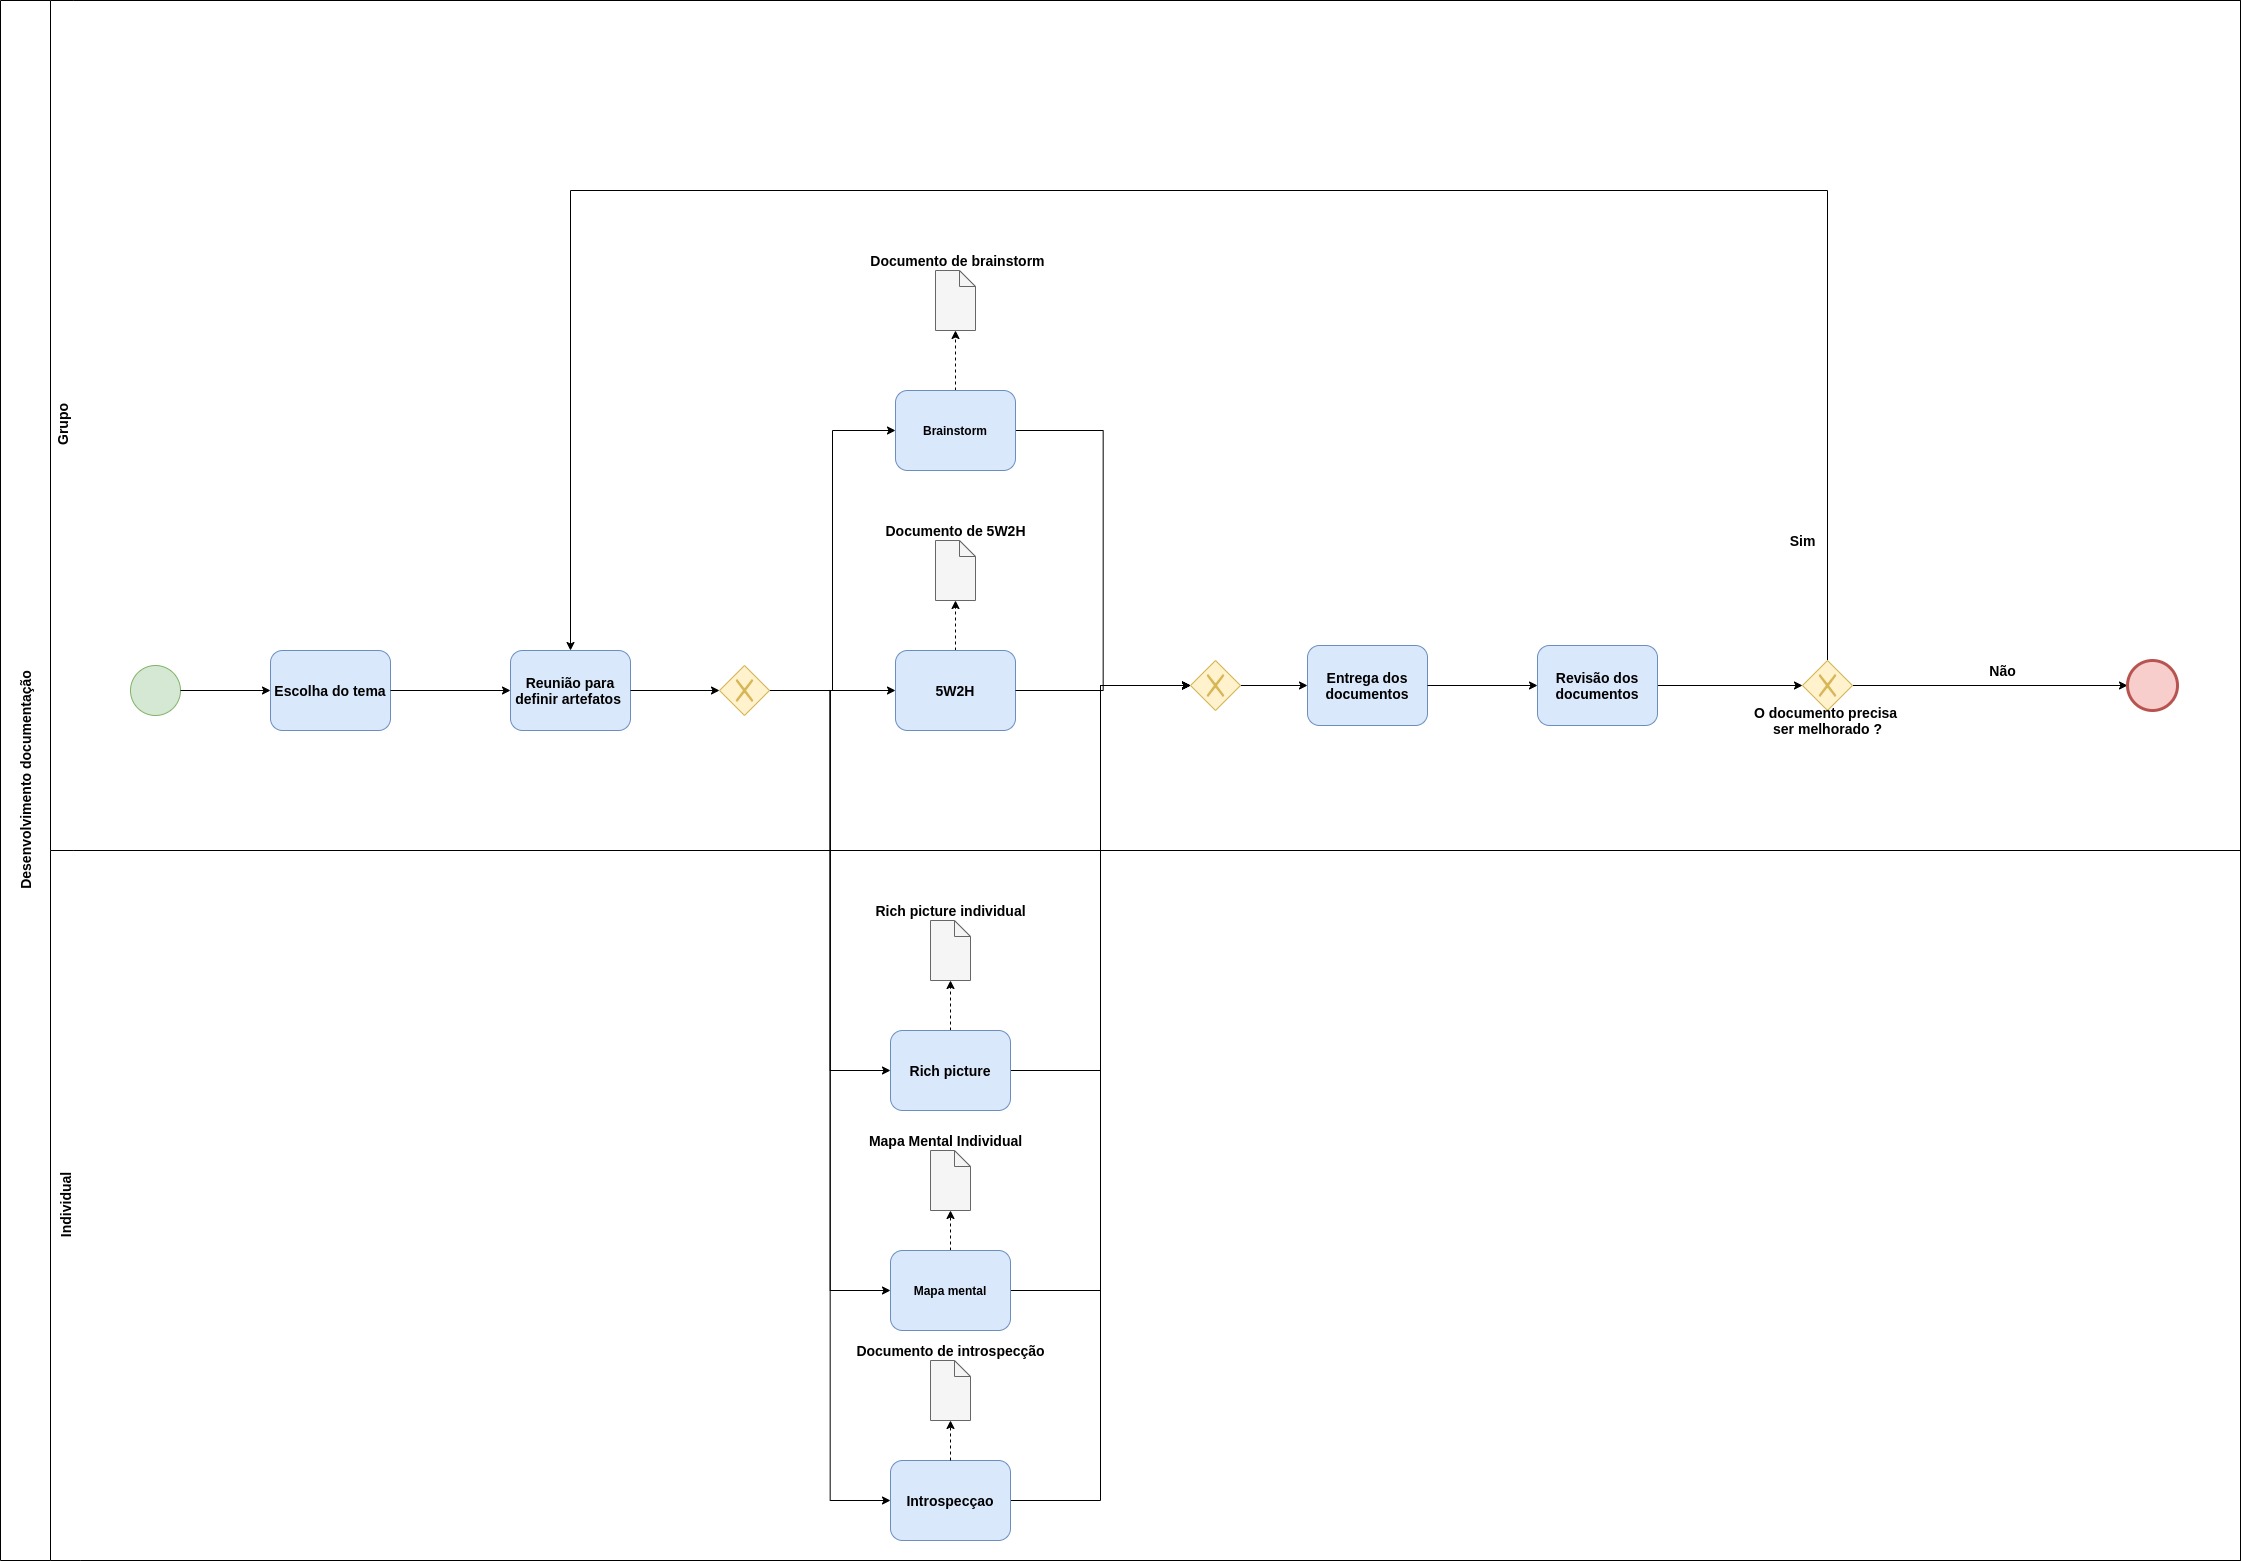 Desenvolvimento documentação
Grupo
Documento de brainstorm
Brainstorm
Documento de 5W2H
Sim
Escolha do tema
Reunião para
definir artefatos
5W2H
Entrega dos
documentos
Revisão dos
documentos
O documento precisa
ser melhorado ?
Não
Individual
Rich picture individual
Rich picture
Mapa Mental Individual
Mapa mental
Documento de introspecção
Introspecçao